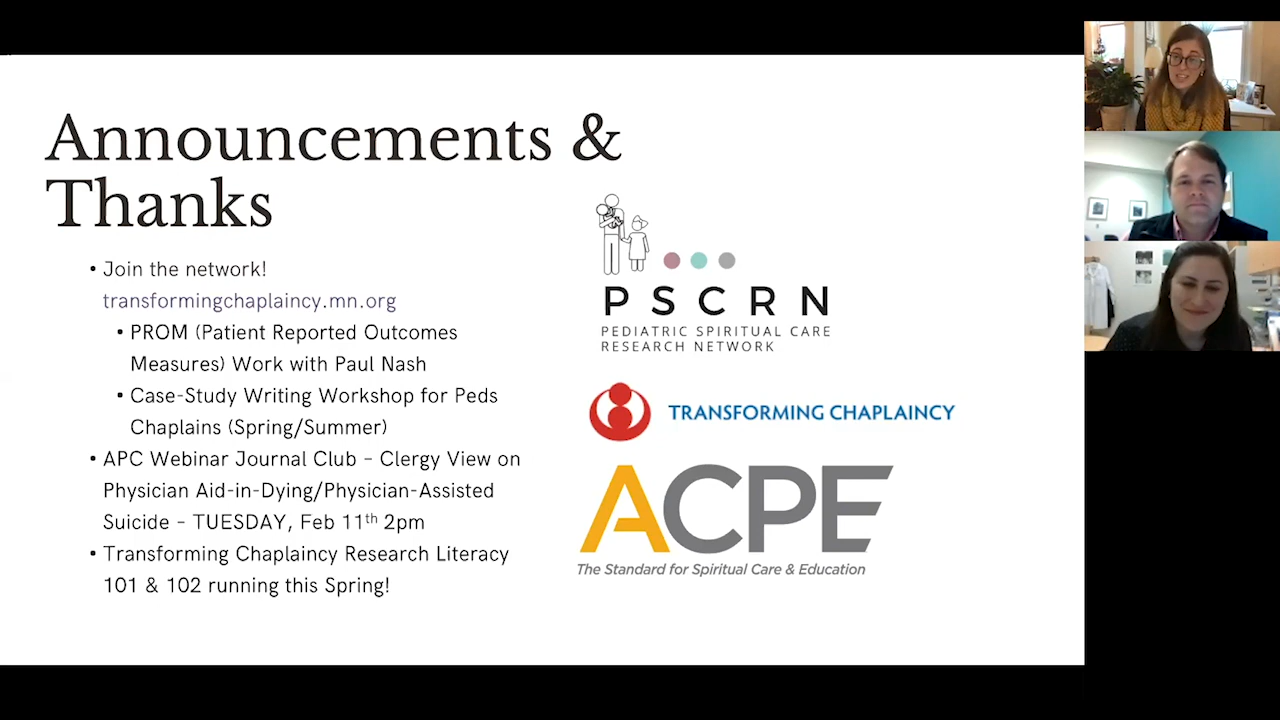 Announcements &
Thanks
• Join the network!
transformingchaplaincy.mn.org
• PROM (Patient Reported Outcomes
Measures) Work with Paul Nash
• Case-Study Writing Workshop for Peds
Chaplains (Spring/Summer)
• APC Webinar Journal Club – Clergy View on
Physician Aid-in-Dying/Physician-Assisted
Suicide – TUESDAY, Feb 11th 2pm
• Transforming Chaplaincy Research Literacy
101 & 102 running this Spring!
PSCRN
PEDIATRIC SPIRITUAL CARE
RESEARCH NETWORK
TRANSFORMING CHAPLAINCY
ACPE
The Standard for Spiritual Care & Education